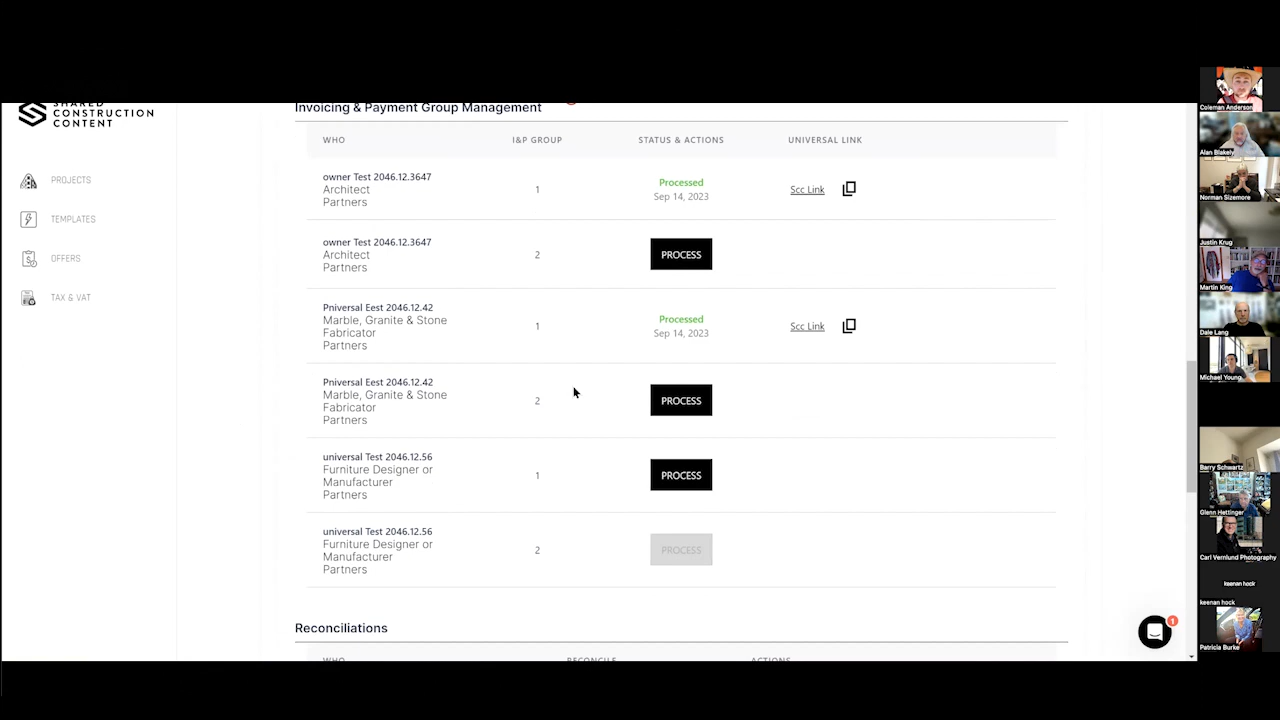 SHARED
CONSTRUCTION
CONTENT
PROJECTS
TEMPLATES
OFFERS
TAX & VAT
Invoicing & Payment Group Management
WHO
I&P GROUP
STATUS & ACTIONS
UNIVERSAL LINK
owner Test 2046.12.3647
Architect
Partners
1
Processed
Sep 14, 2023
Scc Link
owner Test 2046.12.3647
Architect
Partners
2
PROCESS
Pniversal Eest 2046.12.42
Marble, Granite & Stone
Fabricator
Partners
1
Processed
Sep 14, 2023
Scc Link
Pniversal Eest 2046.12.42
Marble, Granite & Stone
Fabricator
Partners
2
PROCESS
universal Test 2046.12.56
Furniture Designer or
Manufacturer
Partners
1
PROCESS
universal Test 2046.12.56
Furniture Designer or
Manufacturer
Partners
2
PROCESS
Reconciliations
WHO
RECONCILE
ACTIONS
1
Coleman Anderson
Alan Blakely
Norman Sizemore
Justin Krug
Martin King
Dale Lang
Michael Young
Barry Schwartz
Glenn Hettinger
Carl Vernlund Photography
keenan hock
keenan hock
Patricia Burke